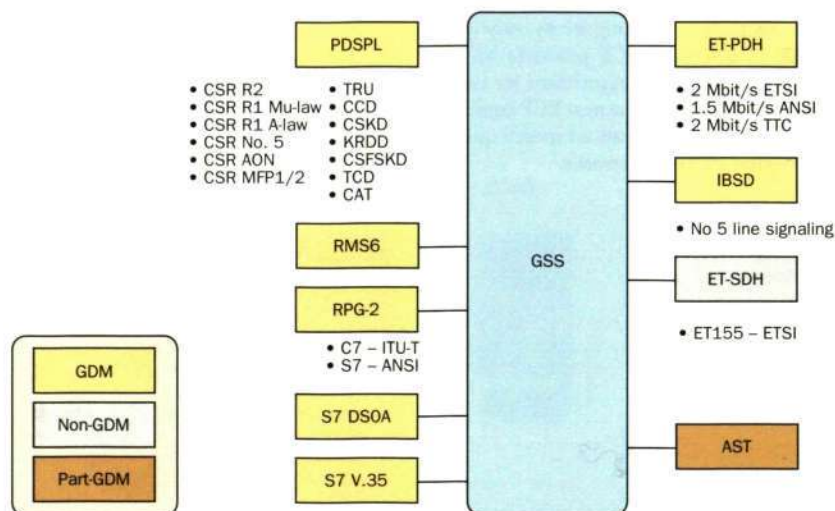 PDSPL
• CSR R2
• CSR R1 Mu-law
• CSR R1 A-law
• CSR No. 5
• CSR AON
• CSR MFP1/2
• TRU
• CCD
• CSKD
• KRDD
• CSFSKD
• TCD
• CAT
RMS6
RPG-2
• C7 – ITU-T
• S7 – ANSI
S7 DS0A
S7 V.35
GSS
ET-PDH
• 2 Mbit/s ETSI
• 1.5 Mbit/s ANSI
• 2 Mbit/s TTC
IBSD
• No 5 line signaling
ET-SDH
• ET155 – ETSI
AST
GDM
Non-GDM
Part-GDM